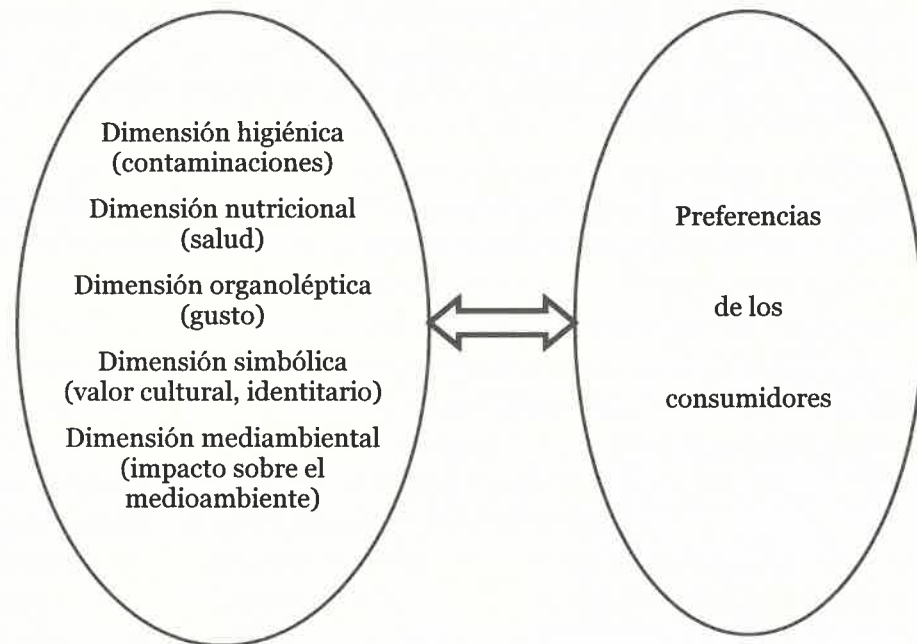 Dimensión higiénica
(contaminaciones)
Dimensión nutricional
(salud)
Dimensión organoléptica
(gusto)
Dimensión simbólica
(valor cultural, identitario)
Dimensión mediambiental
(impacto sobre el
medioambiente)
Preferencias
de los
consumidores